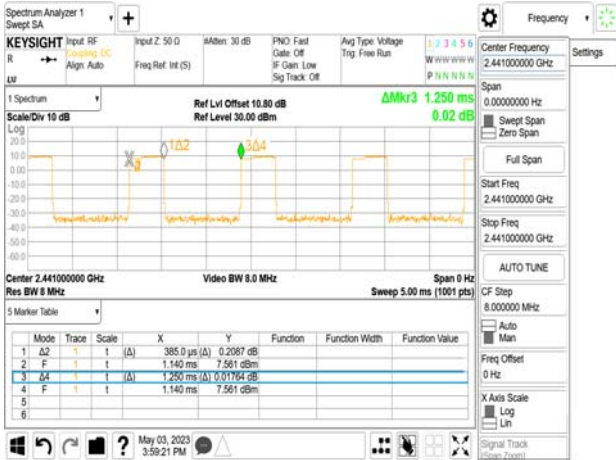 Spectrum Analyzer 1
Swept SA
Frequency
KEYSIGHT
R
LXI
Input: RF
Coupling: DC
Align: Auto
Input Z: 50 Ω
Freq Ref: Int (S)
#Atten: 30 dB
PNO: Fast
Gate: Off
IF Gain: Low
Sig Track: Off
Avg Type: Voltage
Trig: Free Run
1 2 3 4 5 6
W W W W W W
P N N N N N
Center Frequency
2.441000000 GHz
Settings
1 Spectrum
Scale/Div 10 dB
Ref Lvl Offset 10.80 dB
Ref Level 30.00 dBm
ΔMkr3 1.250 ms
0.02 dB
Span
0.00000000 Hz
Swept Span
Zero Span
Log
20.0
10.0
0.00
-10.0
-20.0
-30.0
-40.0
-50.0
-60.0
1Δ2
3Δ4
Full Span
Start Freq
2.441000000 GHz
Stop Freq
2.441000000 GHz
AUTO TUNE
Center 2.441000000 GHz
Res BW 8 MHz
Video BW 8.0 MHz
Span 0 Hz
Sweep 5.00 ms (1001 pts)
CF Step
8.000000 MHz
Auto
Man
5 Marker Table
Mode Trace Scale X Y Function Function Width Function Value
1 Δ2 1 t (Δ) 385.0 µs (Δ) 0.2087 dB
2 F 1 t 1.140 ms 7.561 dBm
3 Δ4 1 t (Δ) 1.250 ms (Δ) 0.01764 dB
4 F 1 t 1.140 ms 7.561 dBm
5
6
Freq Offset
0 Hz
X Axis Scale
Log
Lin
Signal Track
(Span Zoom)
May 03, 2023
3:59:21 PM